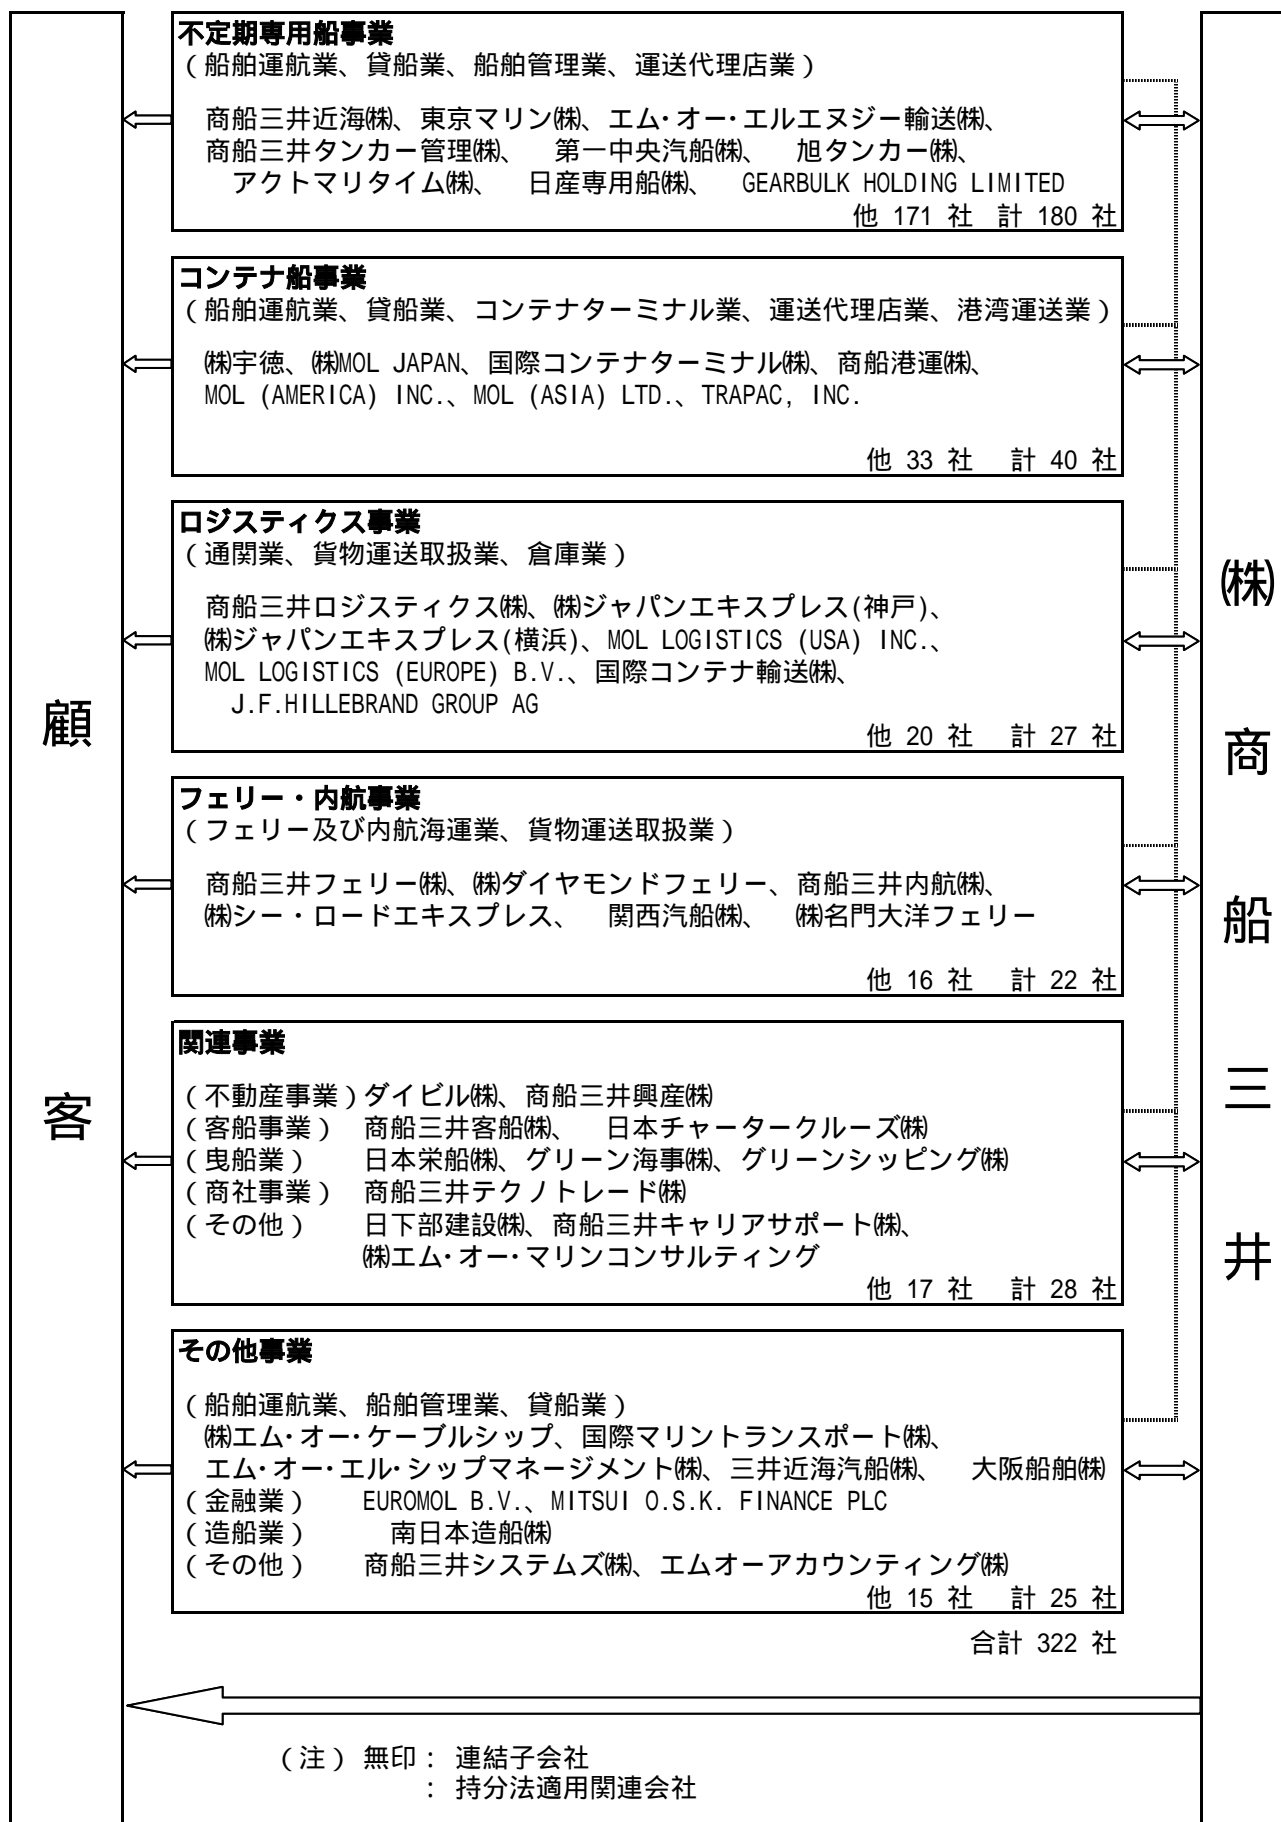 不定期専用船事業
(船舶運航業、貸船業、船舶管理業、運送代理店業)
商船三井近海㈱、東京マリン㈱、エム・オー・エルエヌジー輸送㈱、
商船三井タンカー管理㈱、 第一中央汽船㈱、 旭タンカー㈱、
アクトマリタイム㈱、 日産専用船㈱、 GEARBULK HOLDING LIMITED
他 171 社 計 180 社
コンテナ船事業
(船舶運航業、貸船業、コンテナターミナル業、運送代理店業、港湾運送業)
㈱宇徳、㈱MOL JAPAN、国際コンテナターミナル㈱、商船港運㈱、
MOL (AMERICA) INC.、MOL (ASIA) LTD.、TRAPAC, INC.
他 33 社 計 40 社
ロジスティクス事業
(通関業、貨物運送取扱業、倉庫業)
商船三井ロジスティクス㈱、㈱ジャパンエキスプレス(神戸)、
㈱ジャパンエキスプレス(横浜)、MOL LOGISTICS (USA) INC.、
MOL LOGISTICS (EUROPE) B.V.、国際コンテナ輸送㈱、
J.F.HILLEBRAND GROUP AG
他 20 社 計 27 社
フェリー・内航事業
(フェリー及び内航海運業、貨物運送取扱業)
商船三井フェリー㈱、㈱ダイヤモンドフェリー、商船三井内航㈱、
㈱シー・ロードエキスプレス、 関西汽船㈱、 ㈱名門大洋フェリー
他 16 社 計 22 社
関連事業
(不動産事業)ダイビル㈱、商船三井興産㈱
(客船事業) 商船三井客船㈱、 日本チャータークルーズ㈱
(曳船業) 日本栄船㈱、グリーン海事㈱、グリーンシッピング㈱
(商社事業) 商船三井テクノトレード㈱
(その他) 日下部建設㈱、商船三井キャリアサポート㈱、
㈱エム・オー・マリンコンサルティング
他 17 社 計 28 社
その他事業
(船舶運航業、船舶管理業、貸船業)
㈱エム・オー・ケーブルシップ、国際マリントランスポート㈱、
エム・オー・エル・シップマネージメント㈱、三井近海汽船㈱、 大阪船舶㈱
(金融業) EUROMOL B.V.、MITSUI O.S.K. FINANCE PLC
(造船業) 南日本造船㈱
(その他) 商船三井システムズ㈱、エムオーアカウンティング㈱
他 15 社 計 25 社
合計 322 社
(注) 無印: 連結子会社
: 持分法適用関連会社
顧客
㈱商船三井